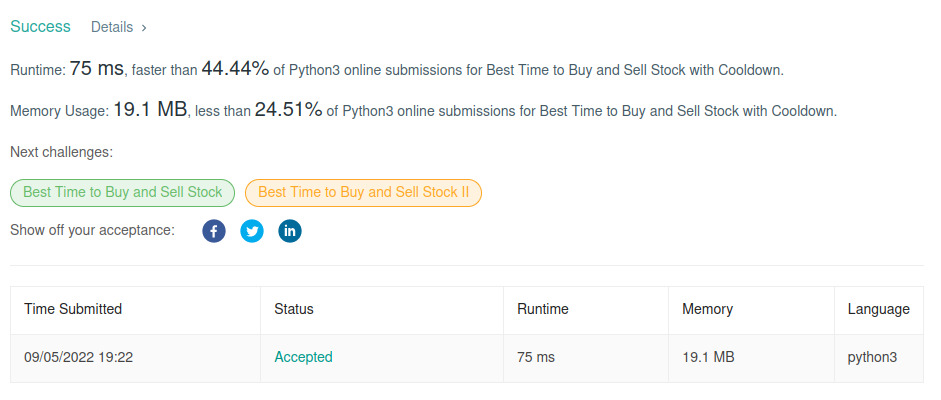 Success Details ›
Runtime: 75 ms, faster than 44.44% of Python3 online submissions for Best Time to Buy and Sell Stock with Cooldown.
Memory Usage: 19.1 MB, less than 24.51% of Python3 online submissions for Best Time to Buy and Sell Stock with Cooldown.
Next challenges:
Best Time to Buy and Sell Stock Best Time to Buy and Sell Stock II
Show off your acceptance: f in
Time Submitted Status Runtime Memory Language
09/05/2022 19:22 Accepted 75 ms 19.1 MB python3